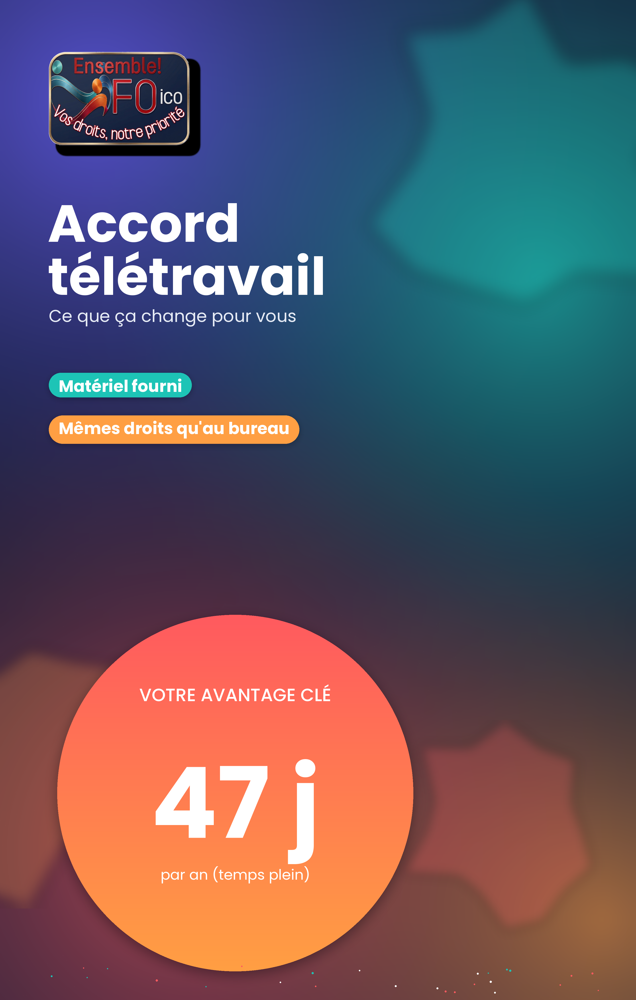 Ensemble!
FO ico
Vos droits, notre priorité
Accord
télétravail
Ce que ça change pour vous
Matériel fourni
Mêmes droits qu'au bureau
VOTRE AVANTAGE CLÉ
47 j
par an (temps plein)